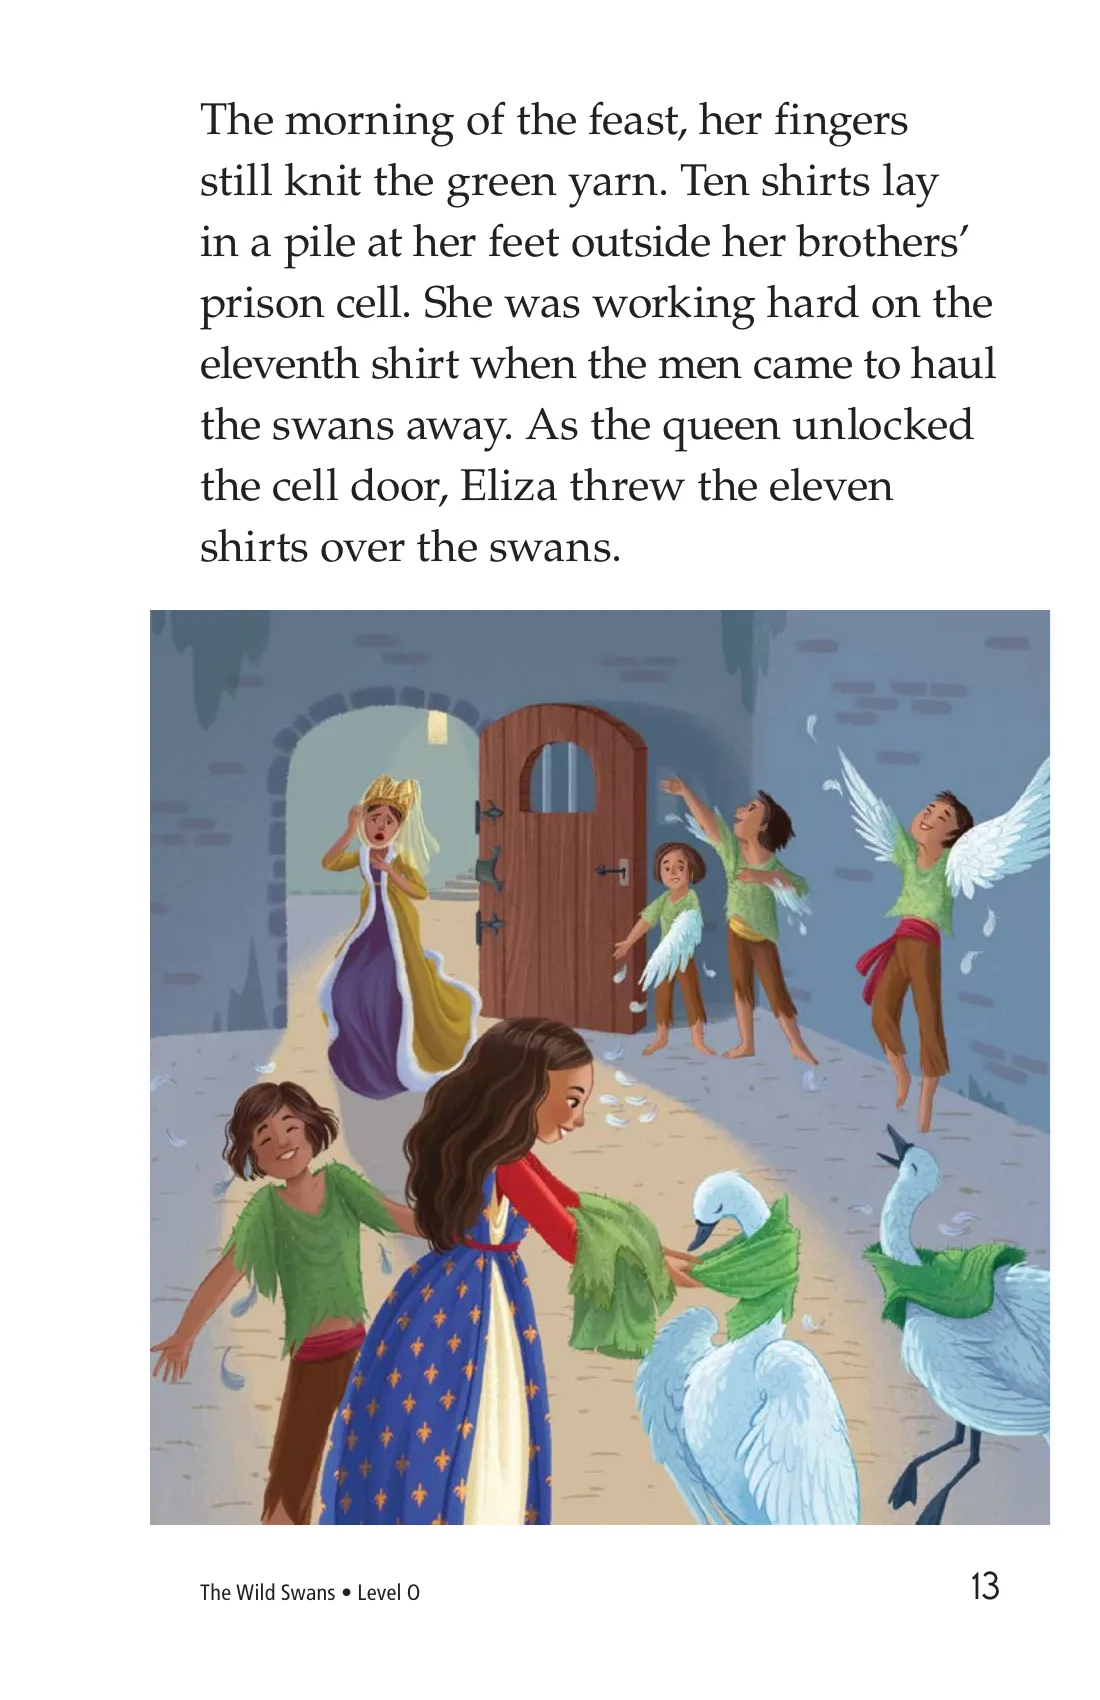 The morning of the feast, her fingers
still knit the green yarn. Ten shirts lay
in a pile at her feet outside her brothers’
prison cell. She was working hard on the
eleventh shirt when the men came to haul
the swans away. As the queen unlocked
the cell door, Eliza threw the eleven
shirts over the swans.
The Wild Swans • Level O
13